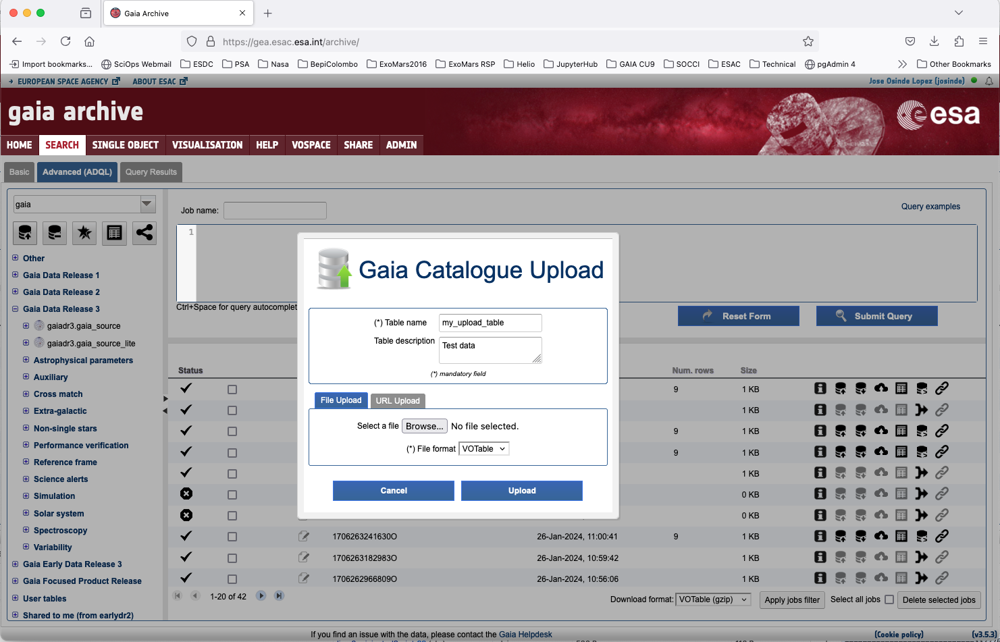 Gaia Archive
https://gea.esac.esa.int/archive/
Import bookmarks... SciOps Webmail ESDC PSA Nasa BepiColombo ExoMars2016 ExoMars RSP Helio JupyterHub GAIA CU9 SOCCI ESAC Technical pgAdmin 4 Other Bookmarks
EUROPEAN SPACE AGENCY ABOUT ESAC Jose Osinde Lopez (josinde)
gaia archive
esa
HOME SEARCH SINGLE OBJECT VISUALISATION HELP VOSPACE SHARE ADMIN
Basic Advanced (ADQL) Query Results
gaia
Other
Gaia Data Release 1
Gaia Data Release 2
Gaia Data Release 3
gaiadr3.gaia_source
gaiadr3.gaia_source_lite
Astrophysical parameters
Auxiliary
Cross match
Extra-galactic
Non-single stars
Performance verification
Reference frame
Science alerts
Simulation
Solar system
Spectroscopy
Variability
Gaia Early Data Release 3
Gaia Focused Product Release
User tables
Shared to me (from earlydr2)
Job name: Query examples
1
Ctrl+Space for query autocomplet
Reset Form Submit Query
Gaia Catalogue Upload
(*) Table name my_upload_table
Table description Test data
(*) mandatory field
File Upload URL Upload
Select a file Browse... No file selected.
(*) File format VOTable
Cancel Upload
Status Num. rows Size
9 1 KB
1 KB
9 1 KB
9 1 KB
1 KB
0 KB
0 KB
1706263241630O 26-Jan-2024, 11:00:41 9 1 KB
1706263182983O 26-Jan-2024, 10:59:42 1 KB
1706262966809O 26-Jan-2024, 10:56:06 1 KB
1-20 of 42
Download format: VOTable (gzip) Apply jobs filter Select all jobs Delete selected jobs
If you find an issue with the data, please contact the Gaia Helpdesk (Cookie policy) (v3.5.3)